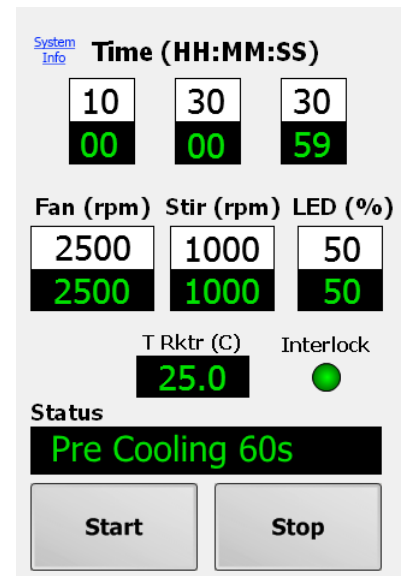 System
Info
Time (HH:MM:SS)
10 30 30
00 00 59
Fan (rpm) Stir (rpm) LED (%)
2500 1000 50
2500 1000 50
T Rktr (C) Interlock
25.0
Status
Pre Cooling 60s
Start Stop